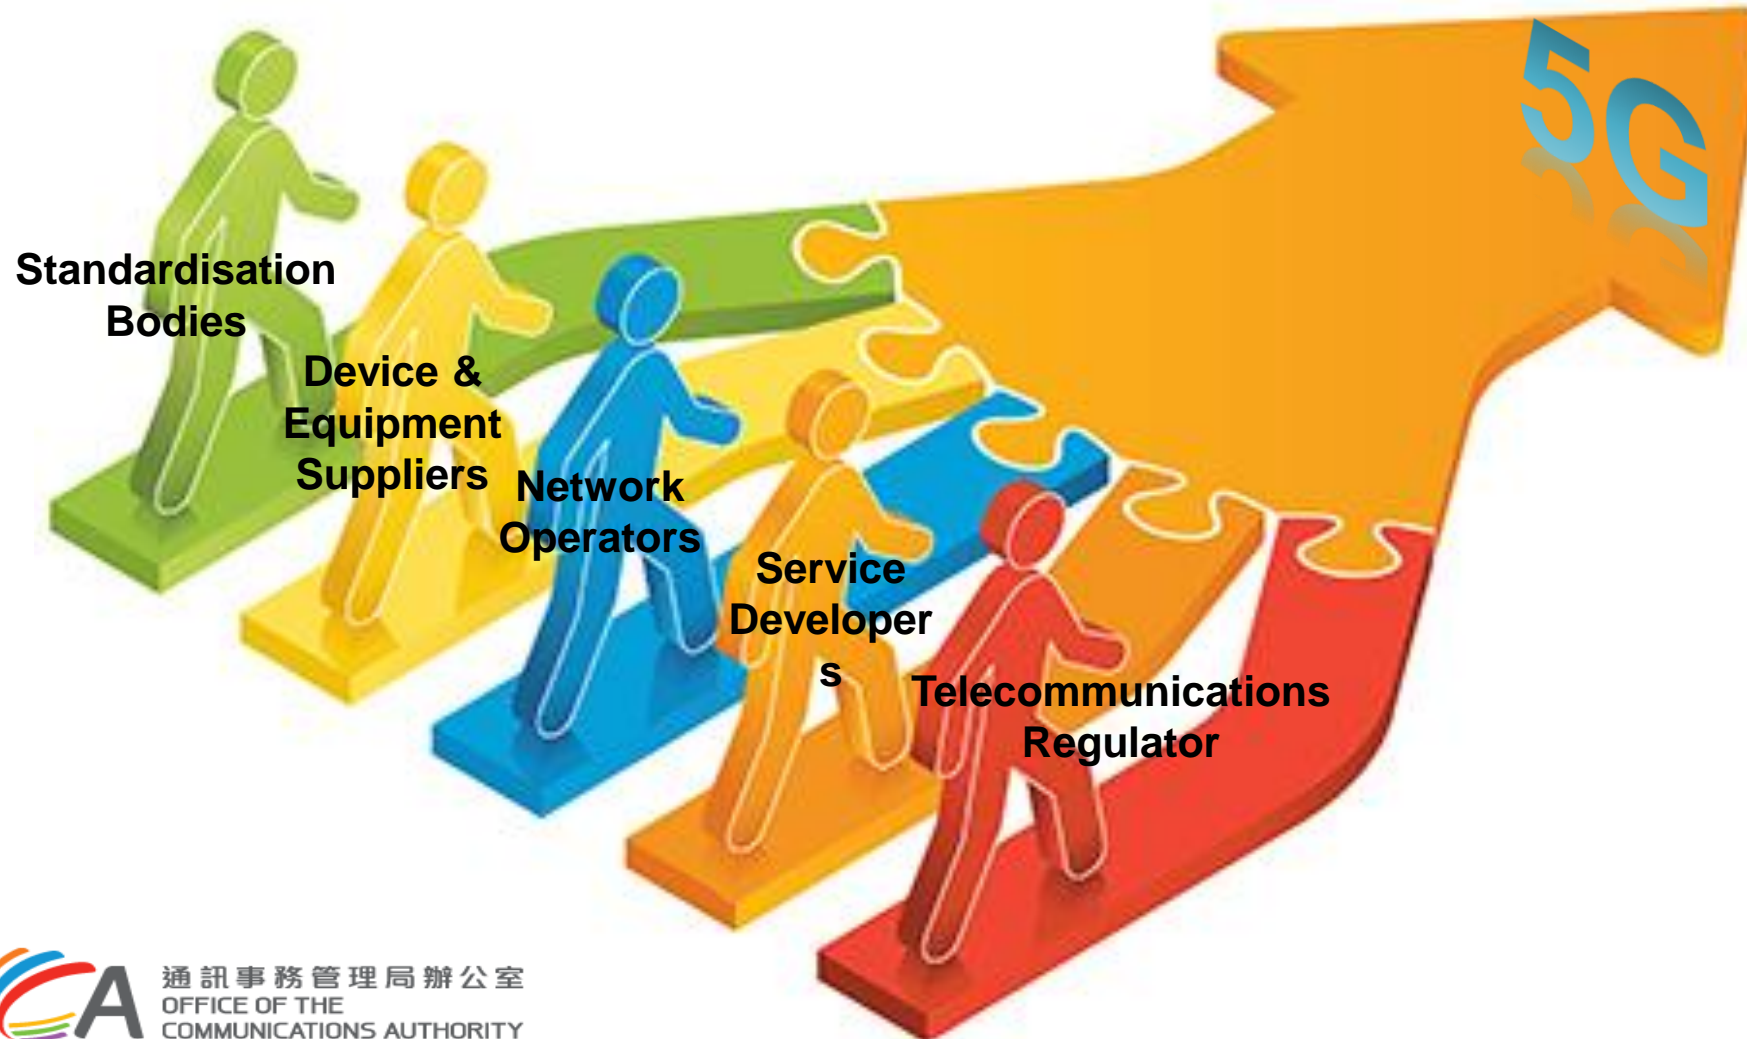 5G
Standardisation
Bodies
Device &
Equipment
Suppliers
Network
Operators
Service
Developer
s
Telecommunications
Regulator
CA
通訊事務管理局辦公室
OFFICE OF THE
COMMUNICATIONS AUTHORITY